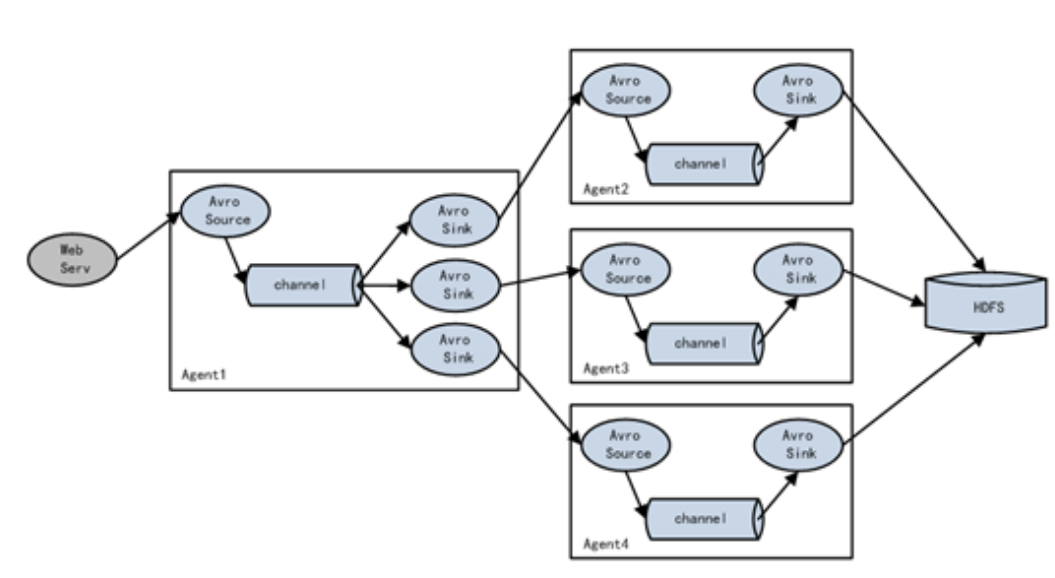 Web
Serv
Avro
Source
channel
Avro
Sink
Avro
Sink
Avro
Sink
Agent1
Avro
Source
channel
Avro
Sink
Agent2
Avro
Source
channel
Avro
Sink
Agent3
Avro
Source
channel
Avro
Sink
Agent4
HDFS